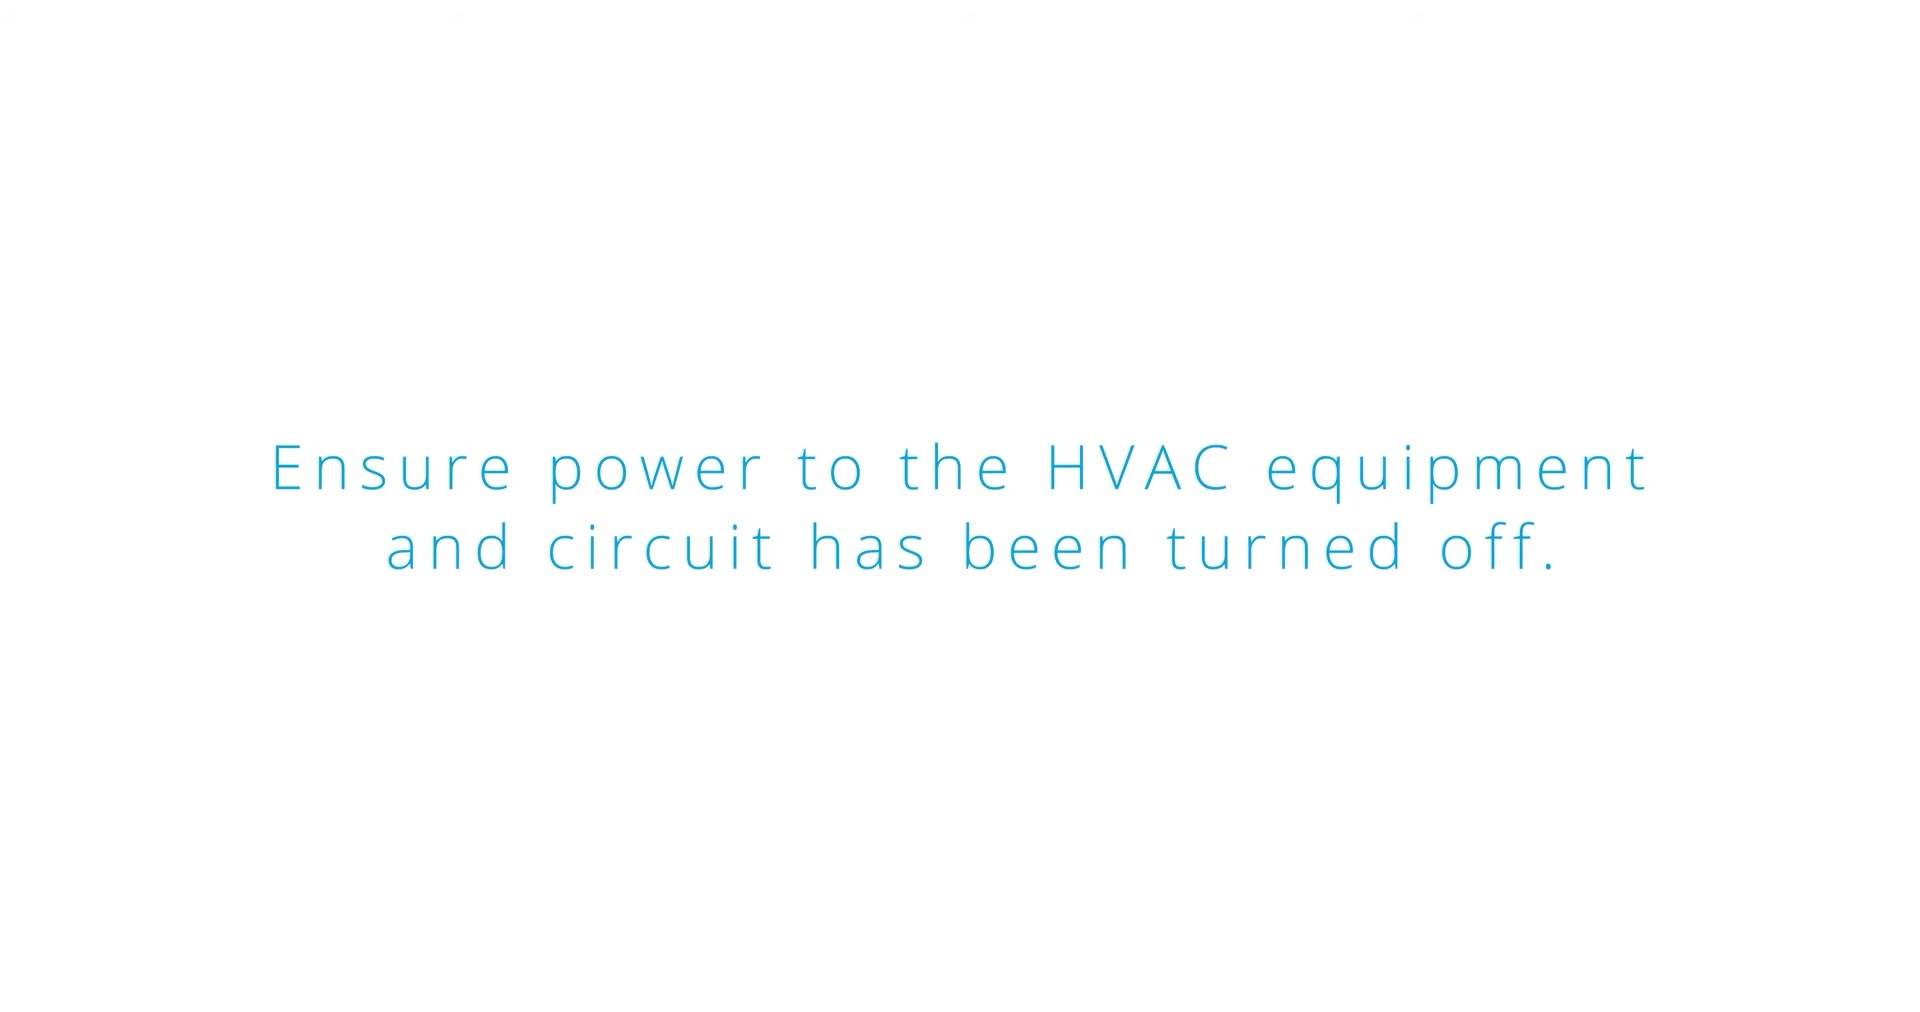 Ensure power to the HVAC equipment
and circuit has been turned off.